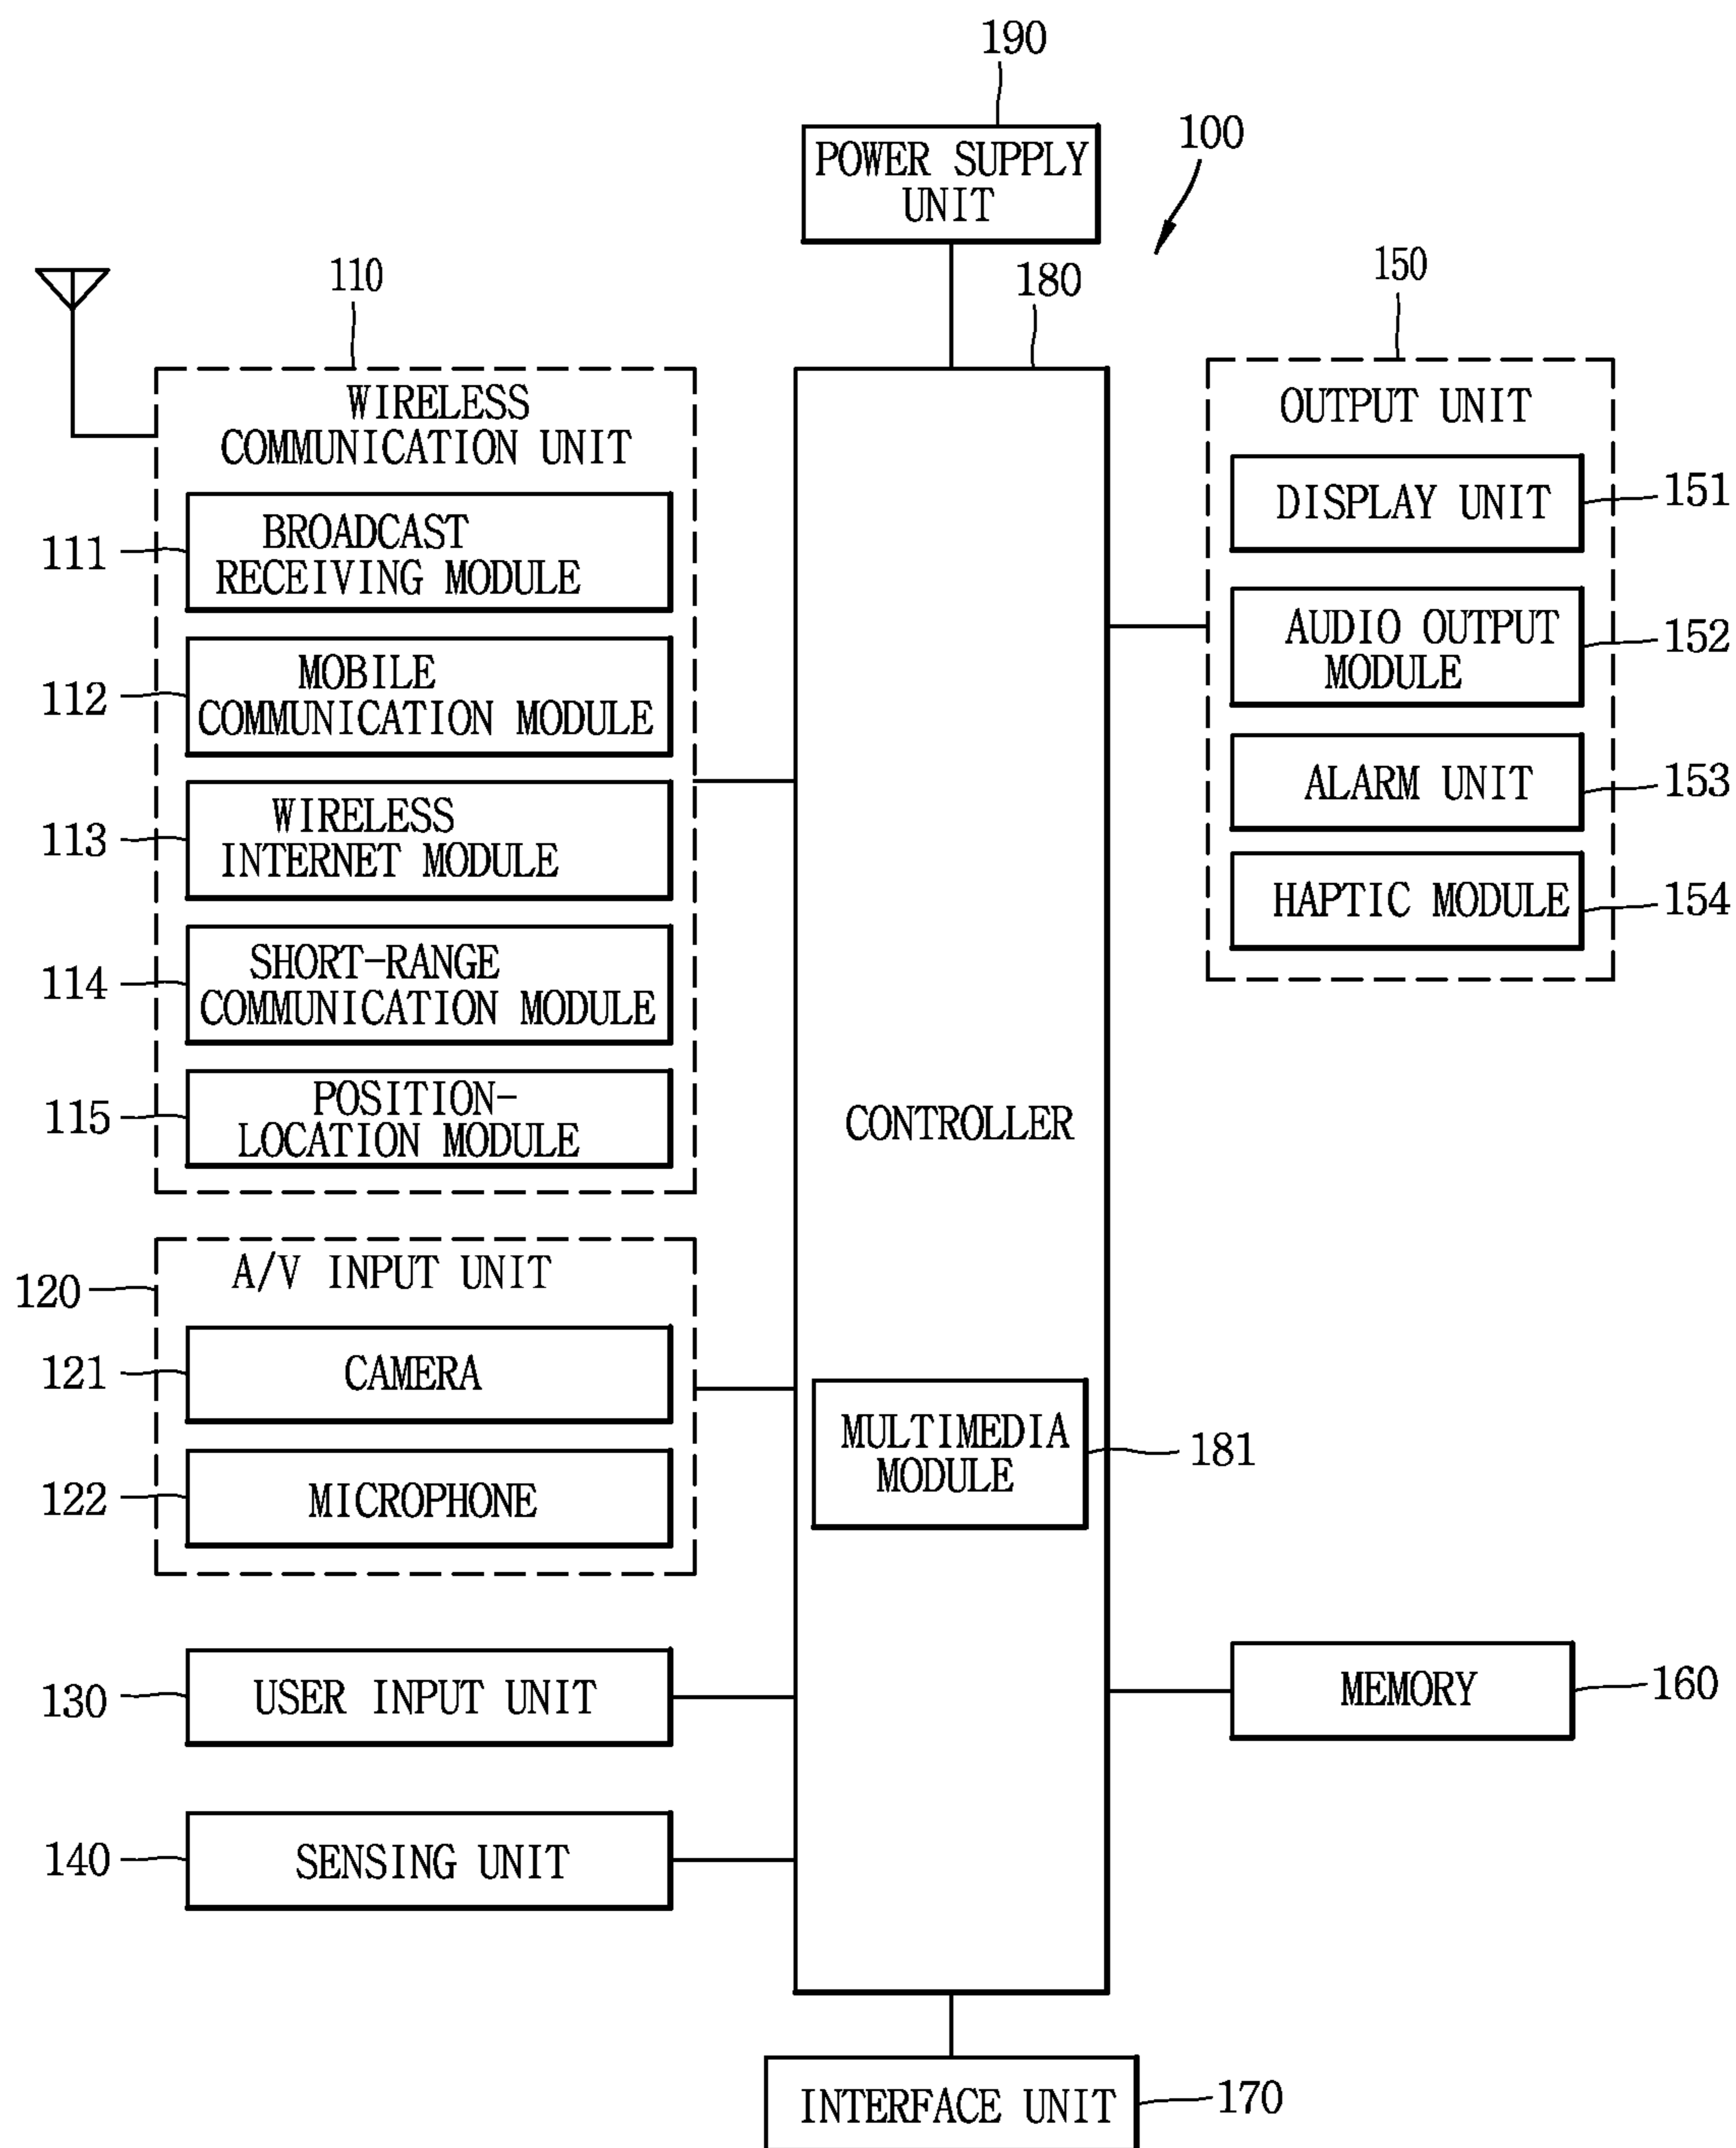 190
POWER SUPPLY
UNIT
100
110
180
150
WIRELESS
COMMUNICATION UNIT
111
BROADCAST
RECEIVING MODULE
112
MOBILE
COMMUNICATION MODULE
113
WIRELESS
INTERNET MODULE
114
SHORT-RANGE
COMMUNICATION MODULE
115
POSITION-
LOCATION MODULE
120
A/V INPUT UNIT
121
CAMERA
122
MICROPHONE
130
USER INPUT UNIT
140
SENSING UNIT
CONTROLLER
MULTIMEDIA
MODULE
181
OUTPUT UNIT
DISPLAY UNIT
151
AUDIO OUTPUT
MODULE
152
ALARM UNIT
153
HAPTIC MODULE
154
MEMORY
160
INTERFACE UNIT
170